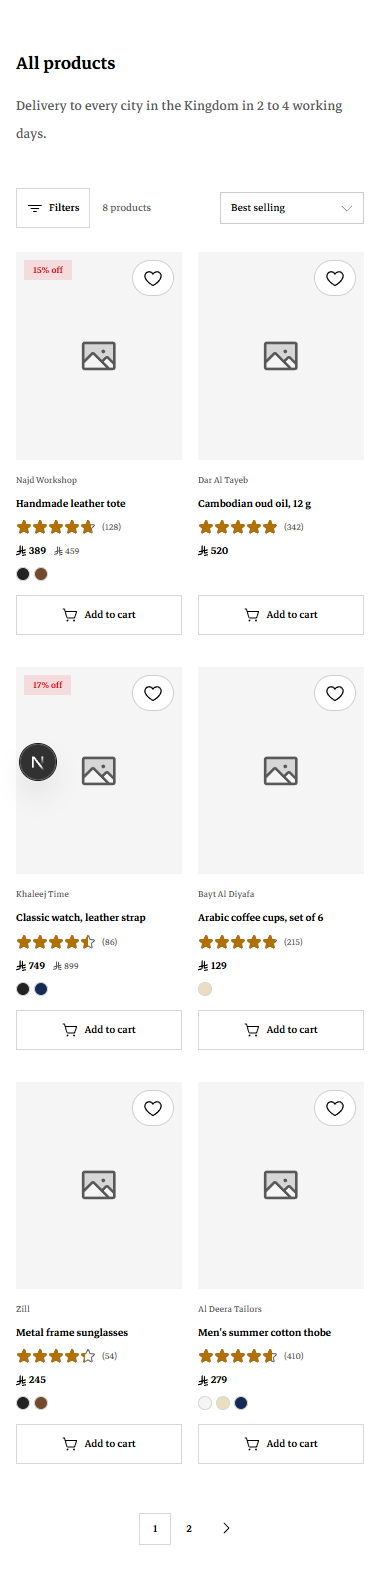 All products
Delivery to every city in the Kingdom in 2 to 4 working
days.
Filters
8 products
Best selling
15% off
Najd Workshop
Handmade leather tote
(128)
389 459
Add to cart
Dar Al Tayeb
Cambodian oud oil, 12 g
(342)
520
Add to cart
17% off
N
Khaleej Time
Classic watch, leather strap
(86)
749 899
Add to cart
Bayt Al Diyafa
Arabic coffee cups, set of 6
(215)
129
Add to cart
Zill
Metal frame sunglasses
(54)
245
Add to cart
Al Deera Tailors
Men's summer cotton thobe
(410)
279
Add to cart
1 2